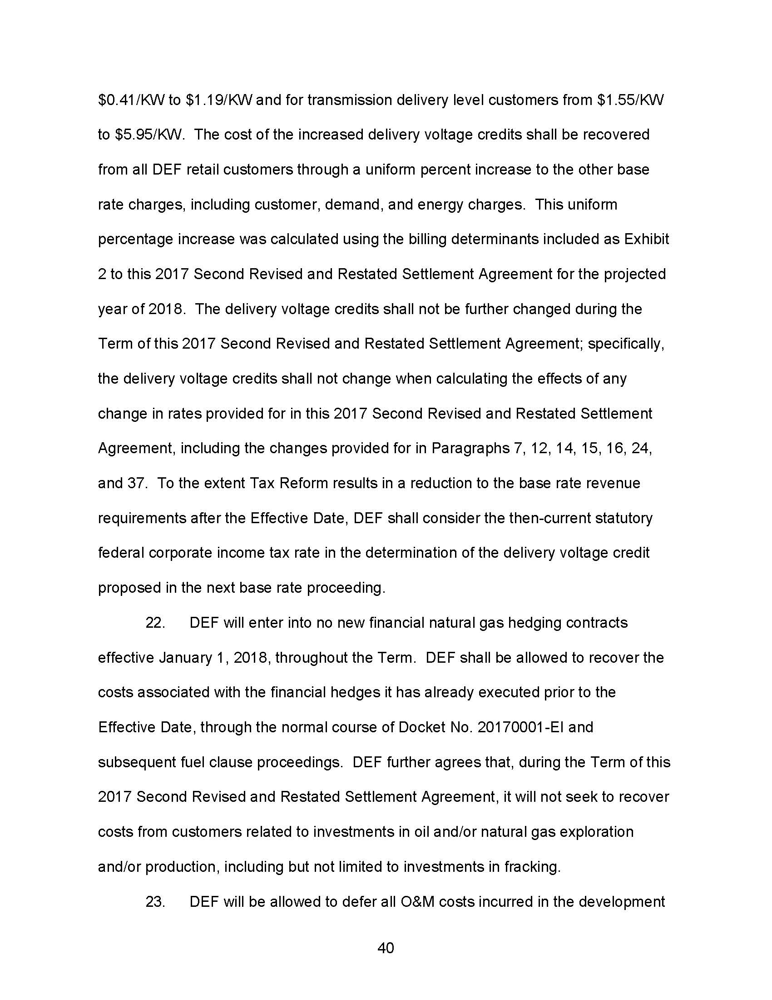 $0.41/KW to $1.19/KW and for transmission delivery level customers from $1.55/KW
to $5.95/KW.  The cost of the increased delivery voltage credits shall be recovered
from all DEF retail customers through a uniform percent increase to the other base
rate charges, including customer, demand, and energy charges.  This uniform
percentage increase was calculated using the billing determinants included as Exhibit
2 to this 2017 Second Revised and Restated Settlement Agreement for the projected
year of 2018.  The delivery voltage credits shall not be further changed during the
Term of this 2017 Second Revised and Restated Settlement Agreement; specifically,
the delivery voltage credits shall not change when calculating the effects of any
change in rates provided for in this 2017 Second Revised and Restated Settlement
Agreement, including the changes provided for in Paragraphs 7, 12, 14, 15, 16, 24,
and 37.  To the extent Tax Reform results in a reduction to the base rate revenue
requirements after the Effective Date, DEF shall consider the then-current statutory
federal corporate income tax rate in the determination of the delivery voltage credit
proposed in the next base rate proceeding.
22.	DEF will enter into no new financial natural gas hedging contracts
effective January 1, 2018, throughout the Term.  DEF shall be allowed to recover the
costs associated with the financial hedges it has already executed prior to the
Effective Date, through the normal course of Docket No. 20170001-EI and
subsequent fuel clause proceedings.  DEF further agrees that, during the Term of this
2017 Second Revised and Restated Settlement Agreement, it will not seek to recover
costs from customers related to investments in oil and/or natural gas exploration
and/or production, including but not limited to investments in fracking.
23.	DEF will be allowed to defer all O&M costs incurred in the development
40